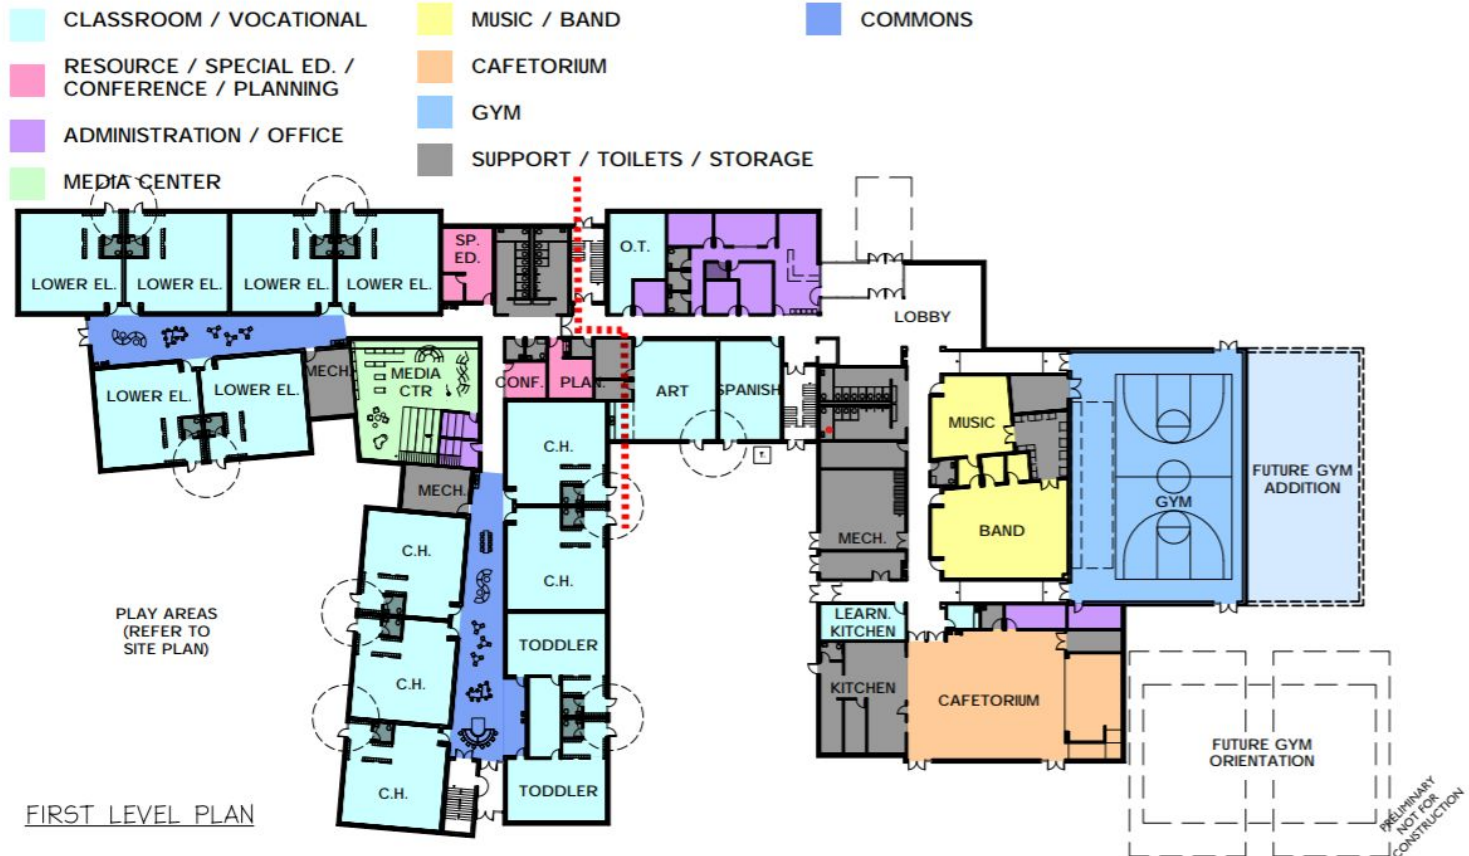 CLASSROOM / VOCATIONAL
RESOURCE / SPECIAL ED. /
CONFERENCE / PLANNING
ADMINISTRATION / OFFICE
MEDIA CENTER
MUSIC / BAND
CAFETORIUM
GYM
SUPPORT / TOILETS / STORAGE
COMMONS
LOWER EL.
LOWER EL.
LOWER EL.
LOWER EL.
SP.
ED.
O.T.
LOBBY
LOWER EL.
LOWER EL.
MECH.
MEDIA
CTR
CONF.
PLAN.
ART
SPANISH
MUSIC
C.H.
T.
MECH.
FUTURE GYM
ADDITION
GYM
BAND
MECH.
C.H.
C.H.
PLAY AREAS
(REFER TO
SITE PLAN)
LEARN.
KITCHEN
TODDLER
C.H.
KITCHEN
CAFETORIUM
FUTURE GYM
ORIENTATION
C.H.
TODDLER
FIRST LEVEL PLAN
PRELIMINARY
NOT FOR
CONSTRUCTION